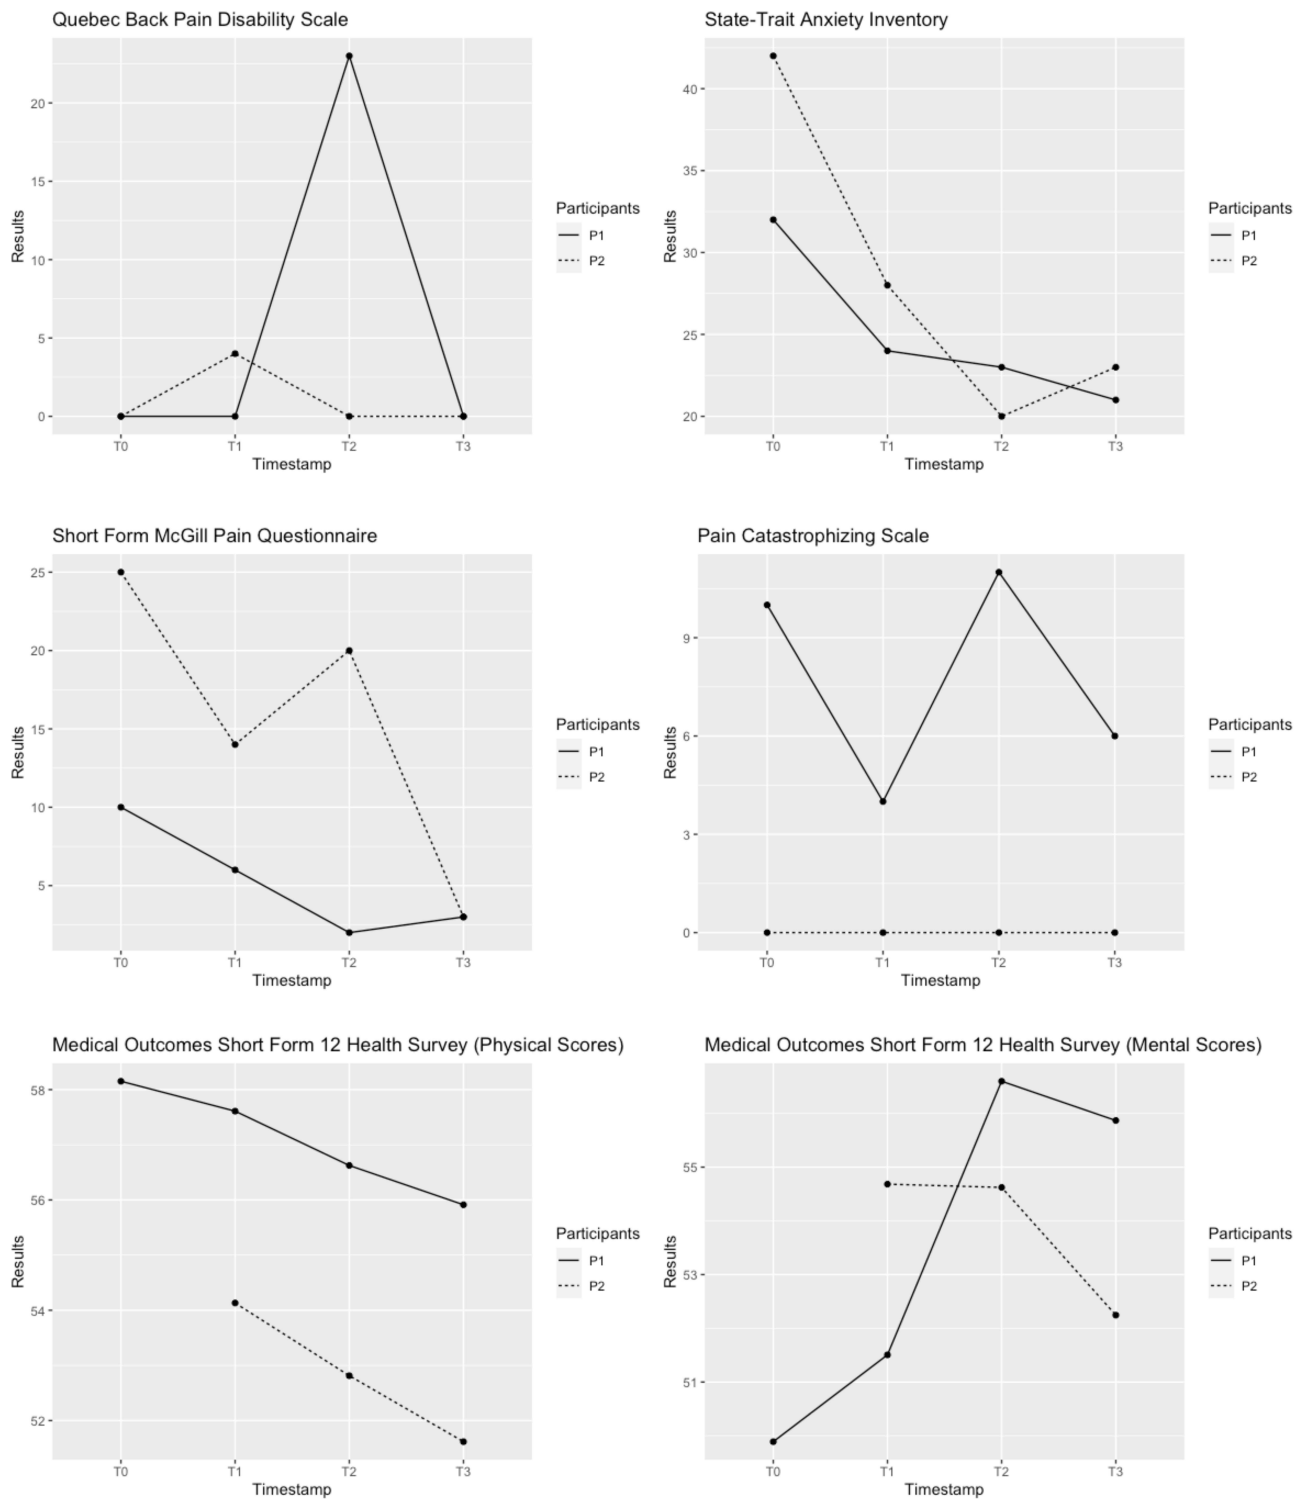 Quebec Back Pain Disability Scale
20
15
10
5
0
Results
T0 T1 T2 T3
Timestamp
Participants
P1
P2
State-Trait Anxiety Inventory
40
35
30
25
20
Results
T0 T1 T2 T3
Timestamp
Participants
P1
P2
Short Form McGill Pain Questionnaire
25
20
15
10
5
Results
T0 T1 T2 T3
Timestamp
Participants
P1
P2
Pain Catastrophizing Scale
9
6
3
0
Results
T0 T1 T2 T3
Timestamp
Participants
P1
P2
Medical Outcomes Short Form 12 Health Survey (Physical Scores)
58
56
54
52
Results
T0 T1 T2 T3
Timestamp
Participants
P1
P2
Medical Outcomes Short Form 12 Health Survey (Mental Scores)
55
53
51
Results
T0 T1 T2 T3
Timestamp
Participants
P1
P2